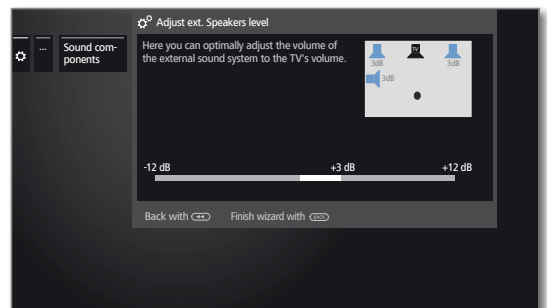 Adjust ext. Speakers level
...
Sound com-
ponents
Here you can optimally adjust the volume of
the external sound system to the TV's volume.
TV
3dB
3dB
3dB
-12 dB
+3 dB
+12 dB
Back with
Finish wizard with BACK